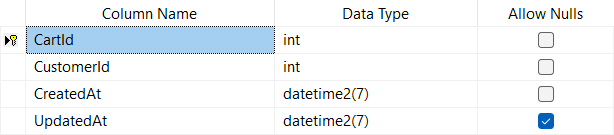 Column Name Data Type Allow Nulls
CartId int
CustomerId int
CreatedAt datetime2(7)
UpdatedAt datetime2(7)